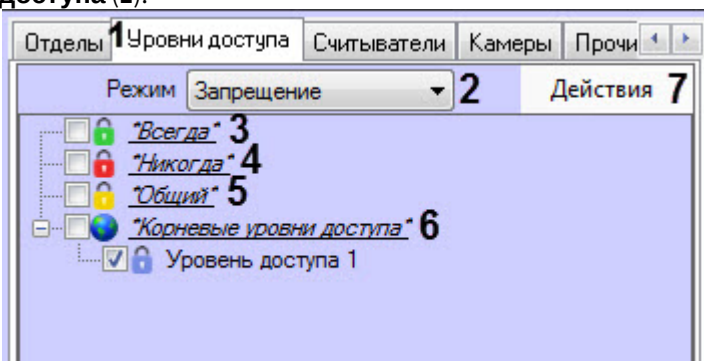 доступа (2).
Отделы 1 Уровни доступа Считыватели Камеры Прочи
Режим Запрещение 2 Действия 7
"Всегда" 3
"Никогда" 4
"Общий" 5
"Корневые уровни доступа" 6
Уровень доступа 1